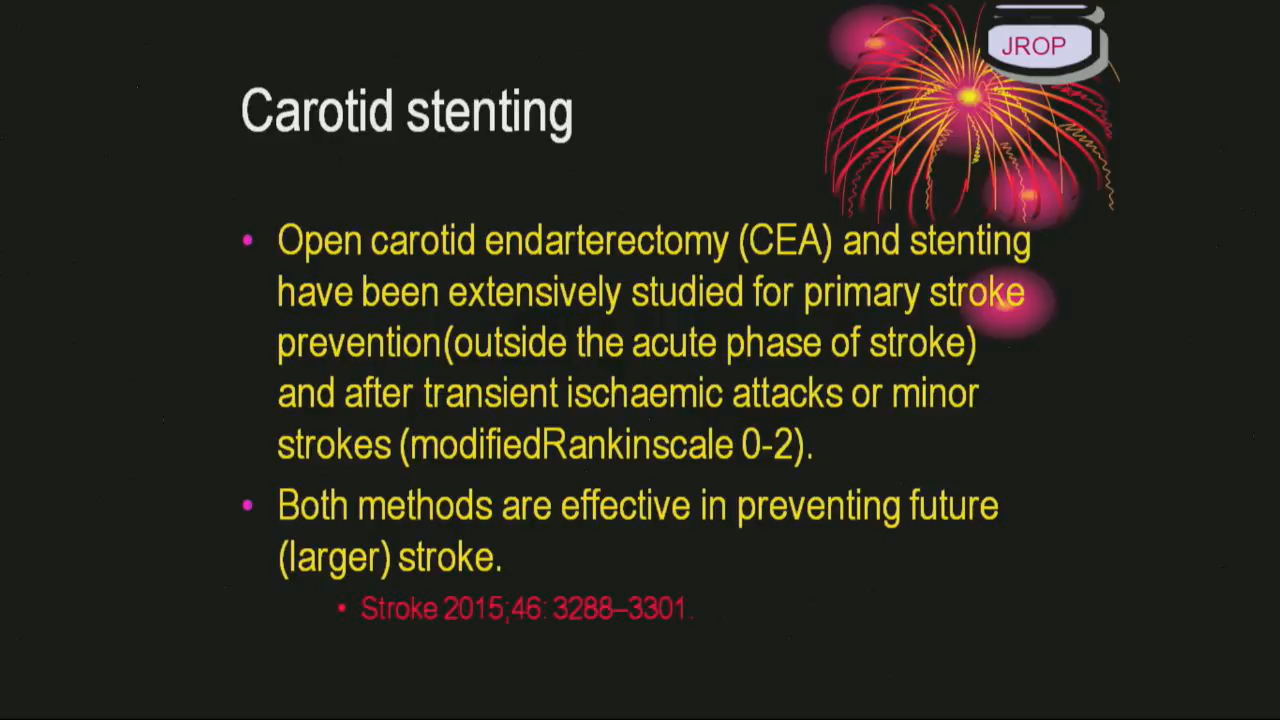 JROP
Carotid stenting
• Open carotid endarterectomy (CEA) and stenting
have been extensively studied for primary stroke
prevention(outside the acute phase of stroke)
and after transient ischaemic attacks or minor
strokes (modifiedRankinscale 0-2).
• Both methods are effective in preventing future
(larger) stroke.
• Stroke 2015;46: 3288–3301.